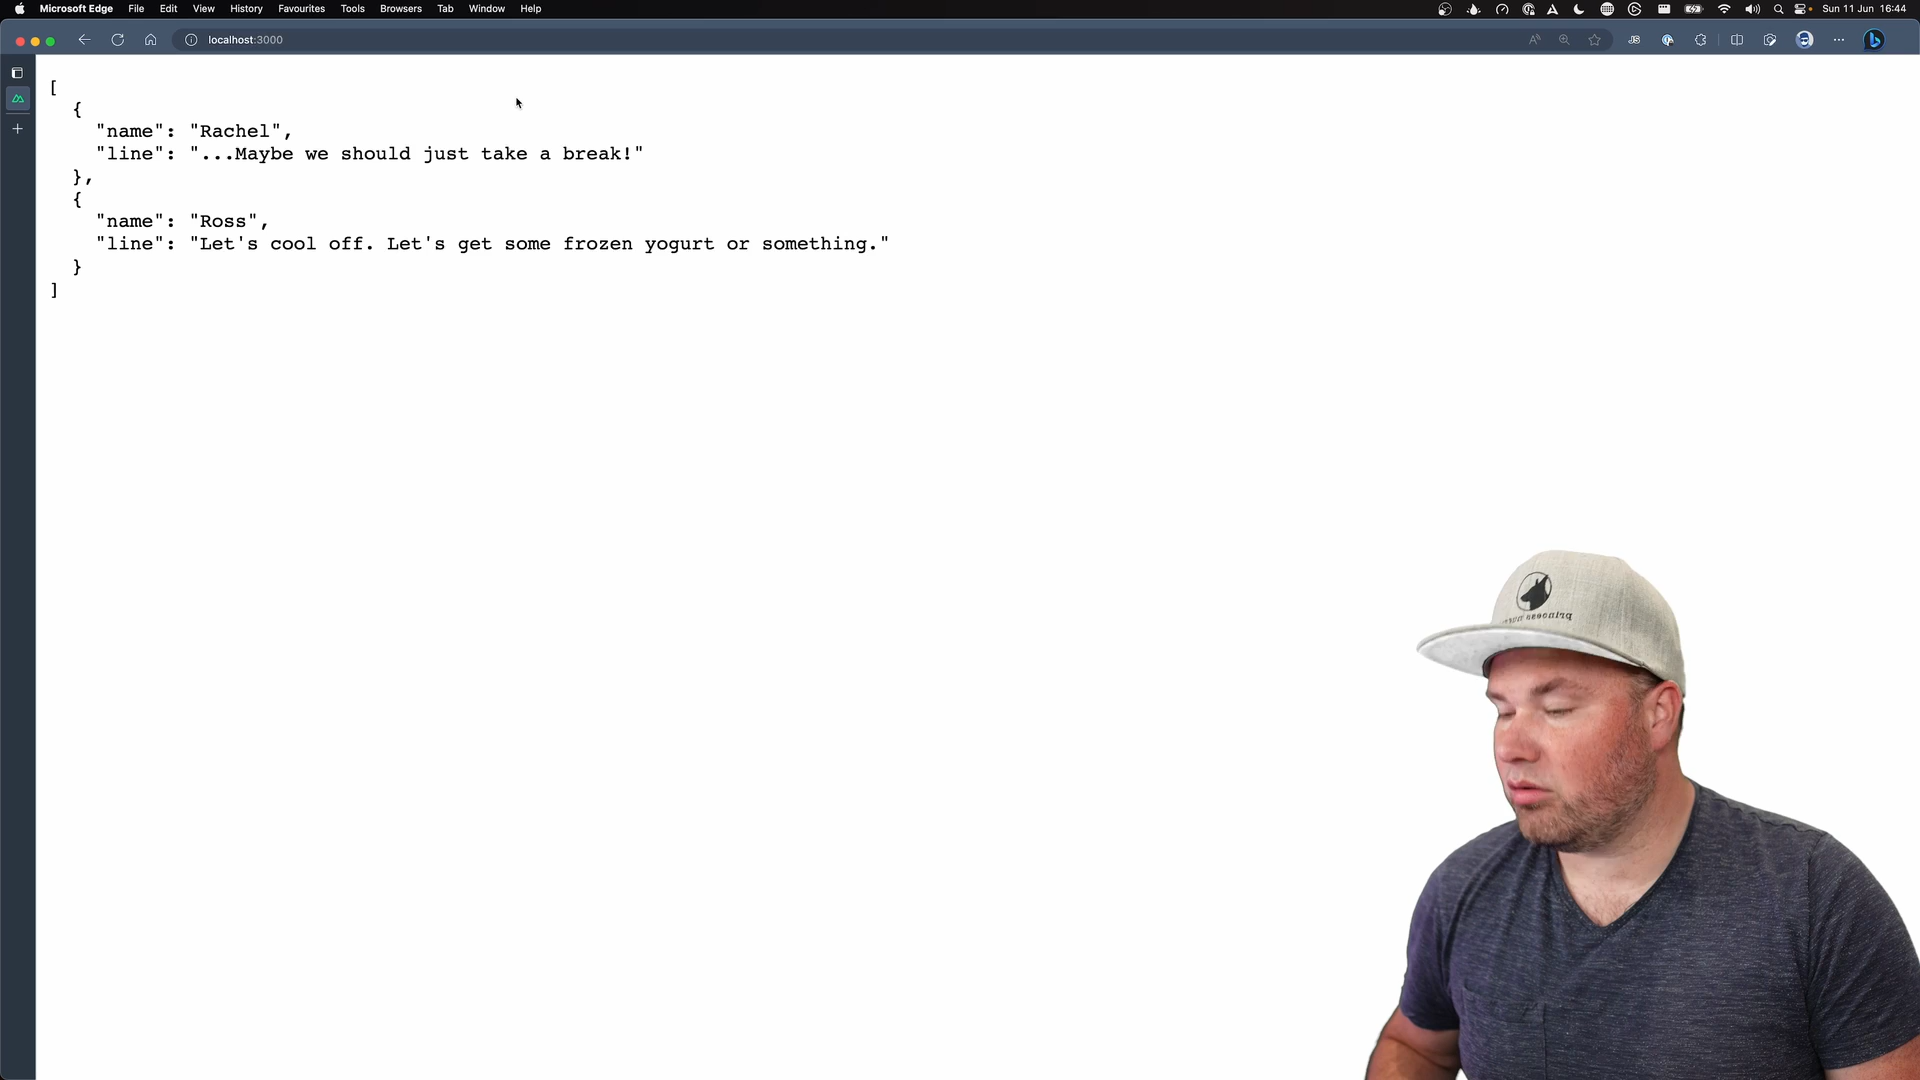 Microsoft Edge File Edit View History Favourites Tools Browsers Tab Window Help Sun 11 Jun 16:44
localhost:3000
[
{
"name": "Rachel",
"line": "...Maybe we should just take a break!"
},
{
"name": "Ross",
"line": "Let's cool off. Let's get some frozen yogurt or something."
}
]